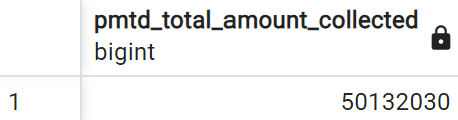 pmtd_total_amount_collected
bigint
1 50132030